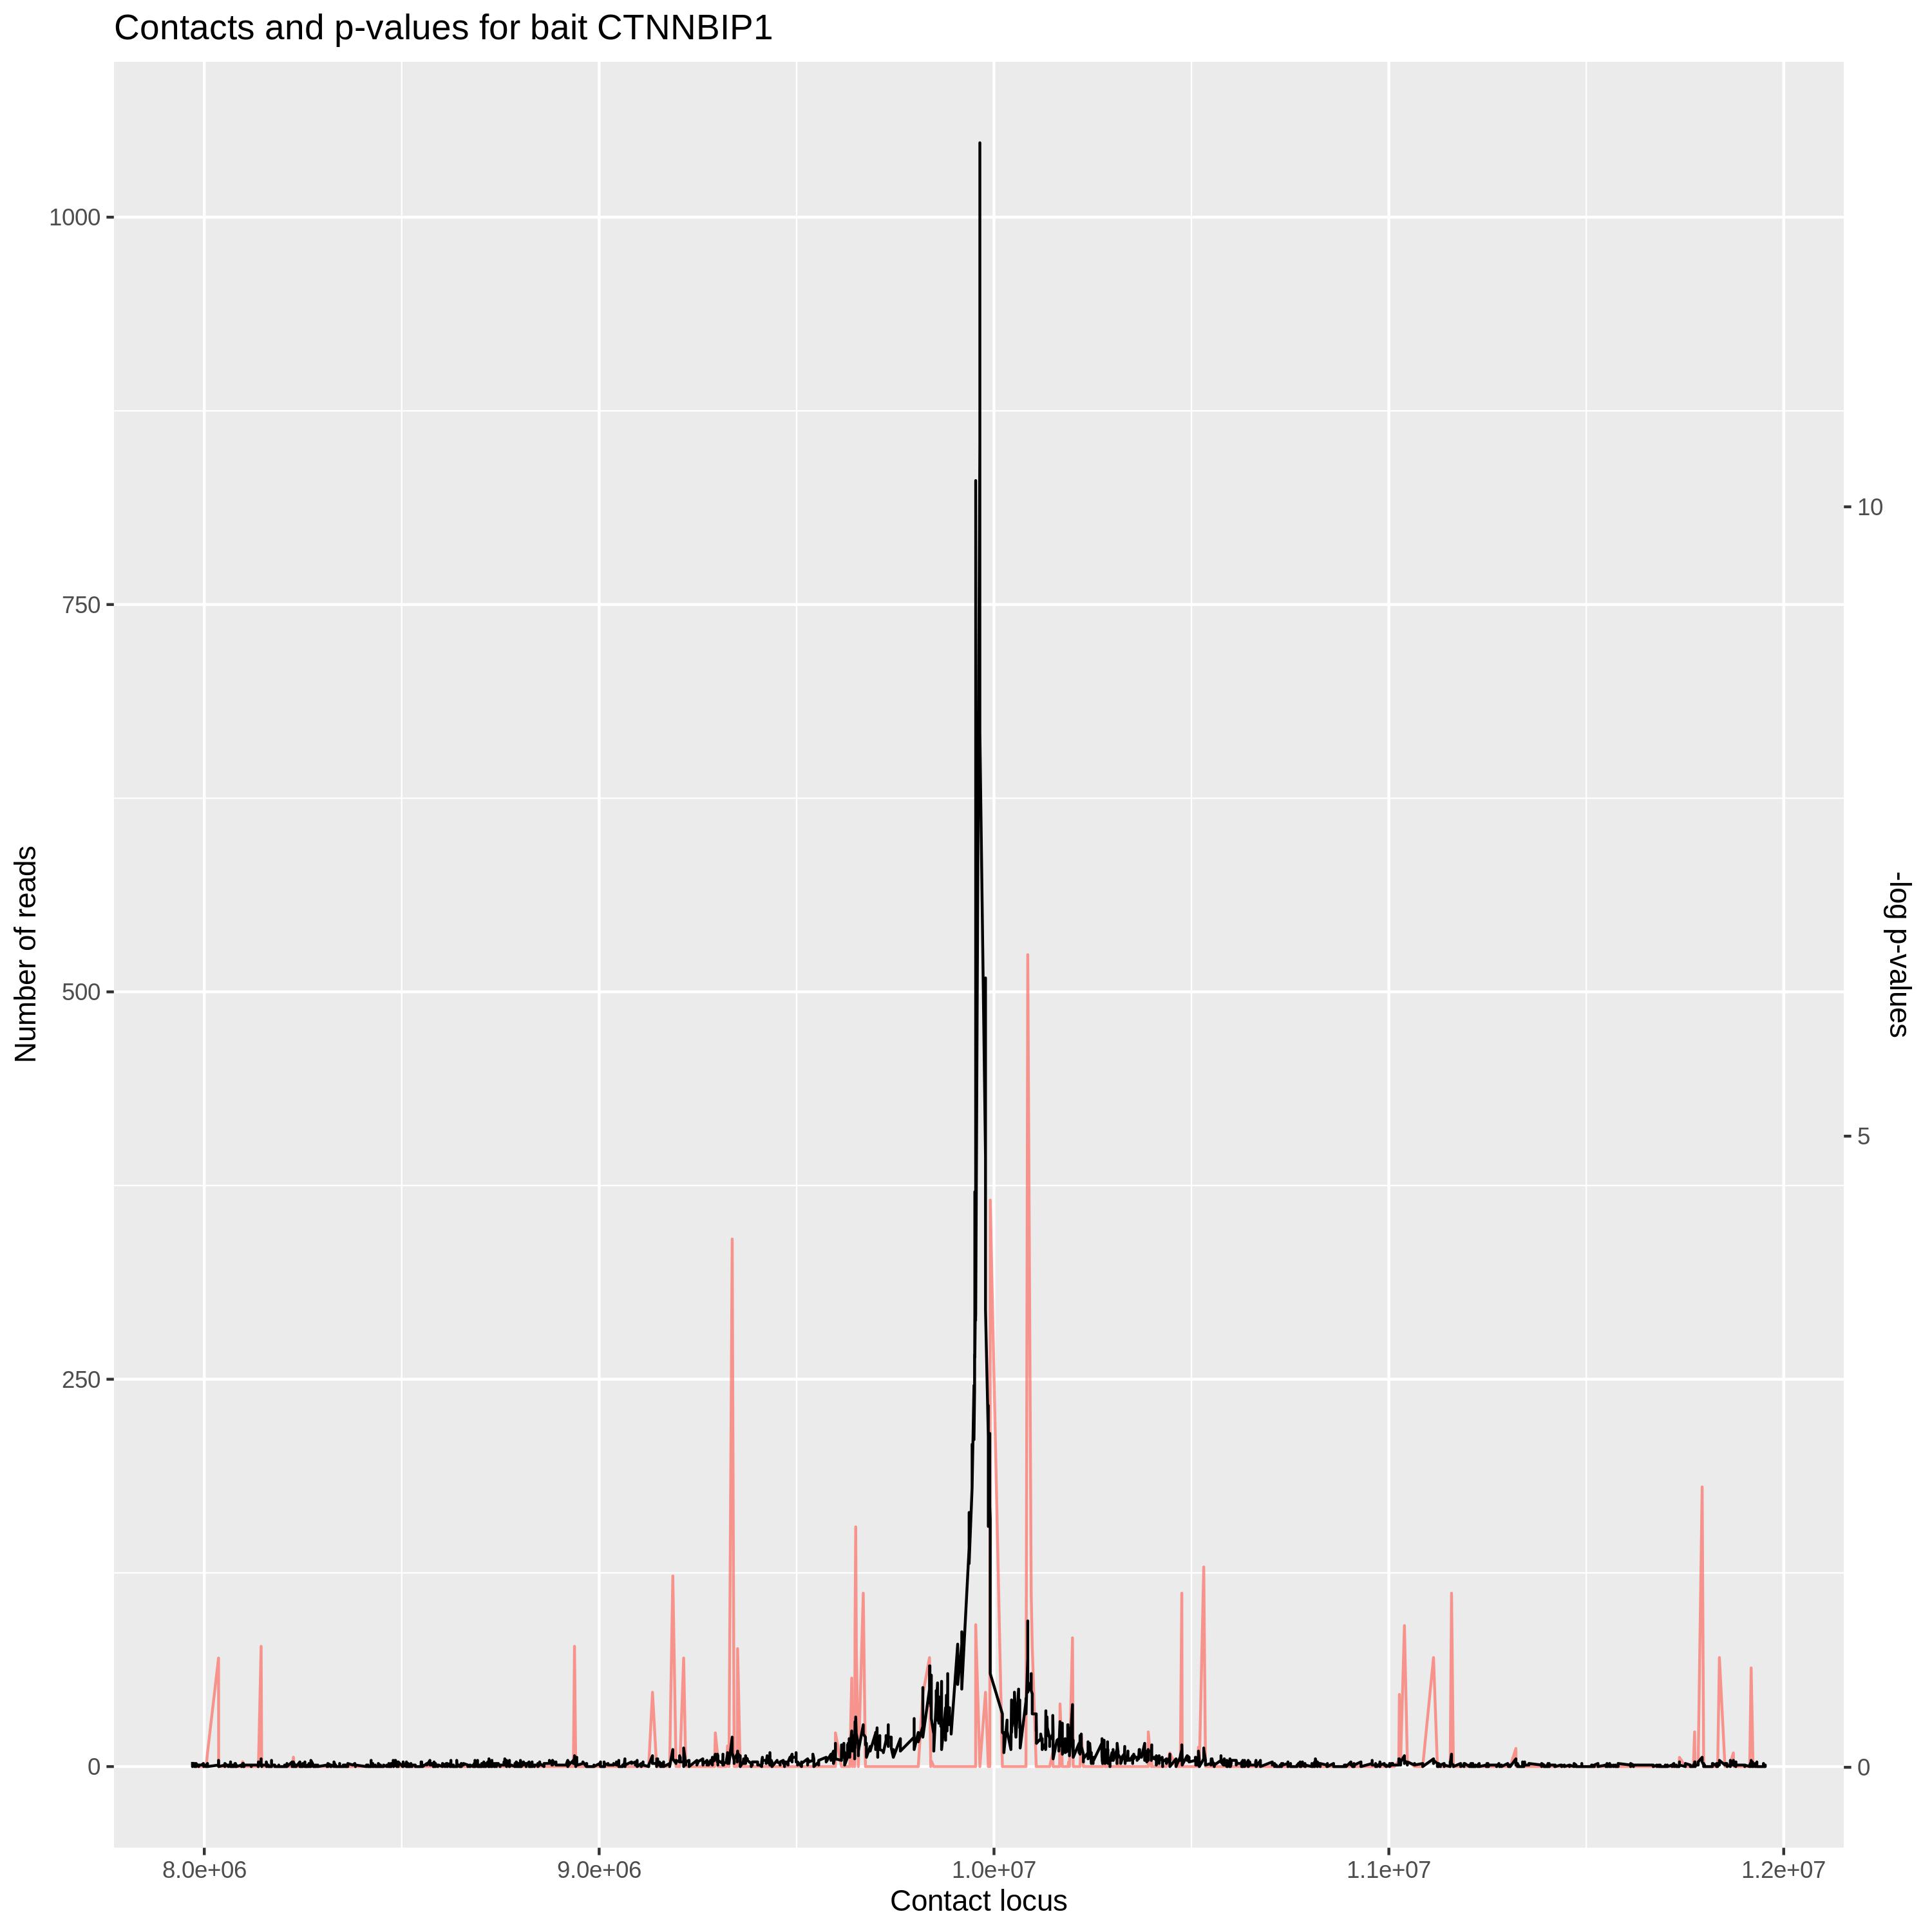 Contacts and p-values for bait CTNNBIP1
1000
750
500
250
0
Number of reads
10
5
0
-log p-values
8.0e+06
9.0e+06
1.0e+07
1.1e+07
1.2e+07
Contact locus